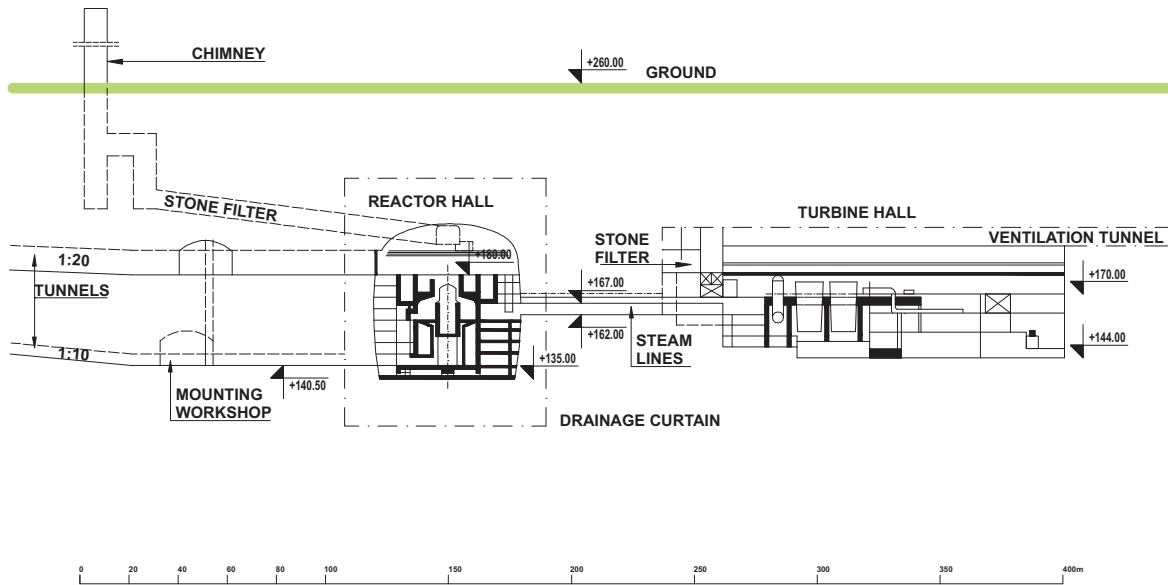 CHIMNEY
+260.00
GROUND
STONE FILTER
REACTOR HALL
TURBINE HALL
STONE
FILTER
VENTILATION TUNNEL
1:20
+180.00
+167.00
+170.00
TUNNELS
+162.00
STEAM
LINES
+144.00
1:10
+135.00
+140.50
MOUNTING
WORKSHOP
DRAINAGE CURTAIN
0 20 40 60 80 100 150 200 250 300 350 400m